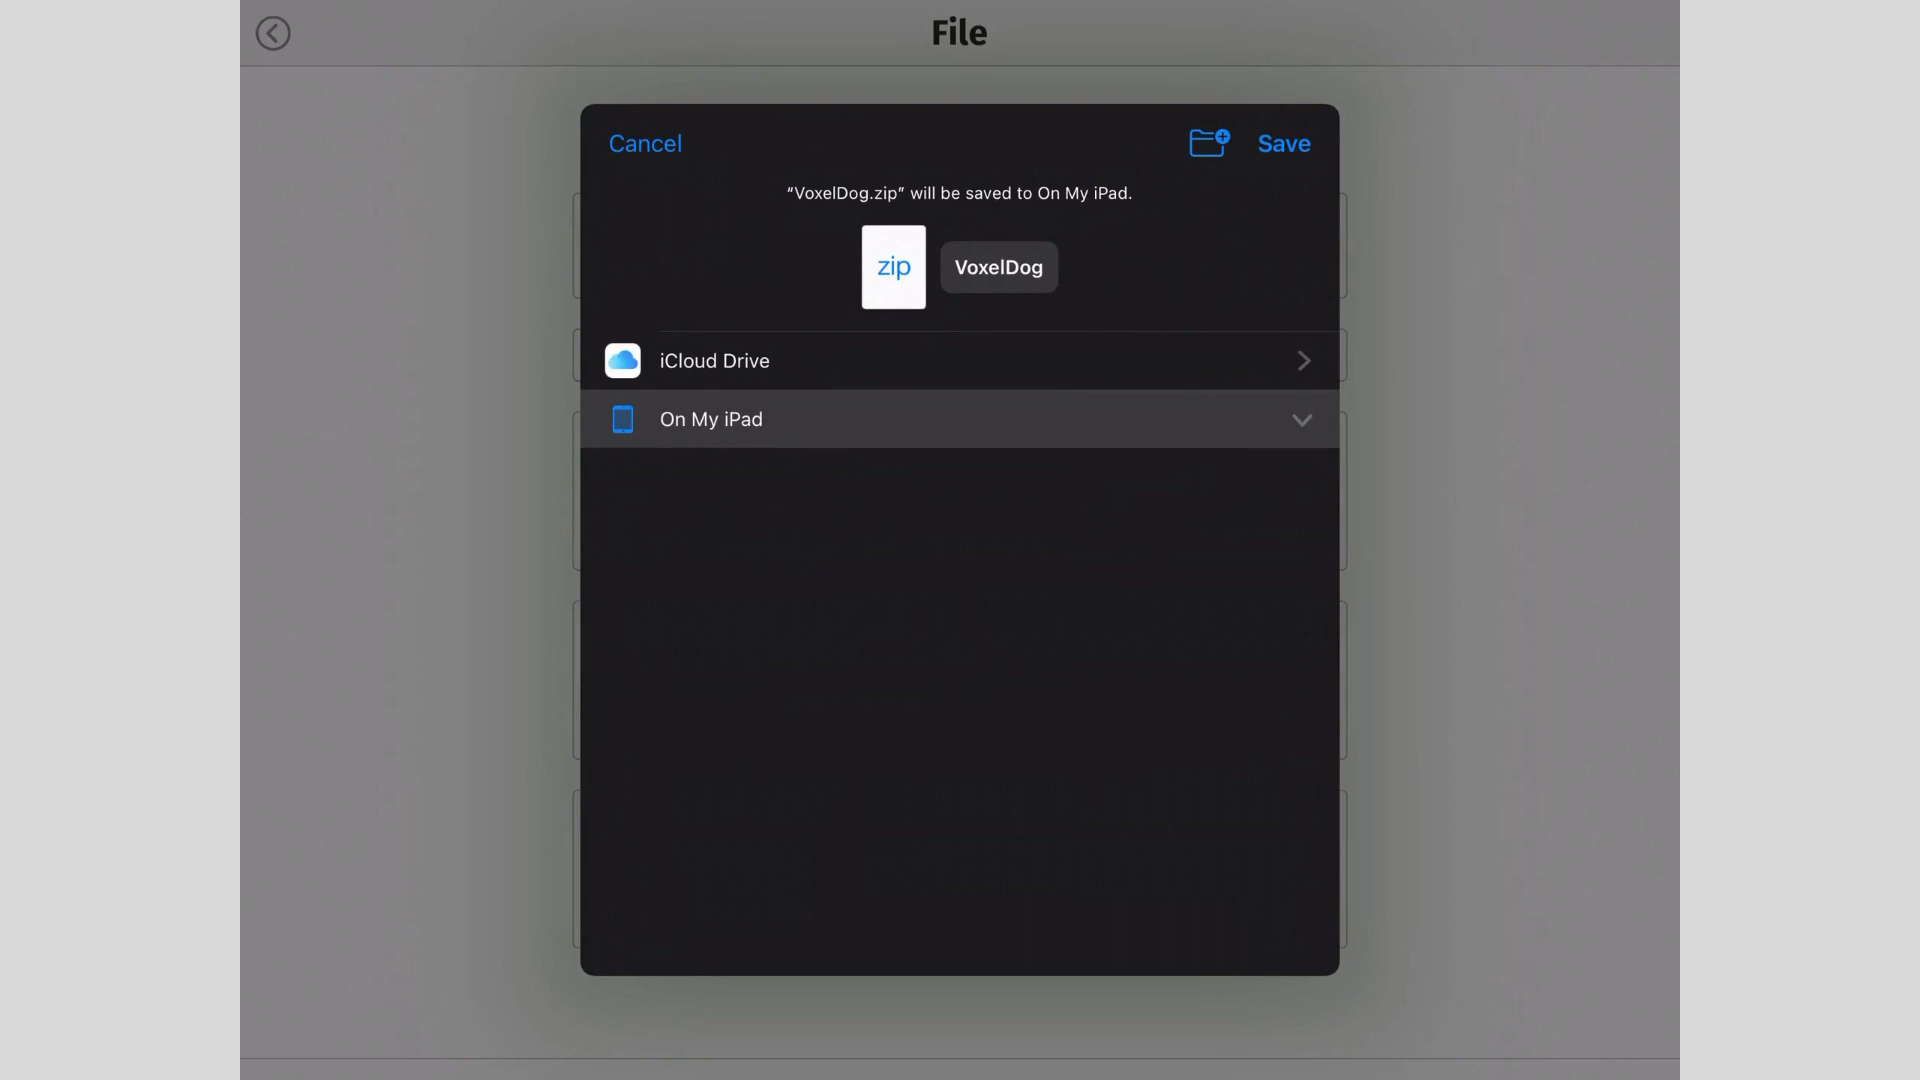 File
Cancel
Save
“VoxelDog.zip” will be saved to On My iPad.
zip
VoxelDog
iCloud Drive
On My iPad